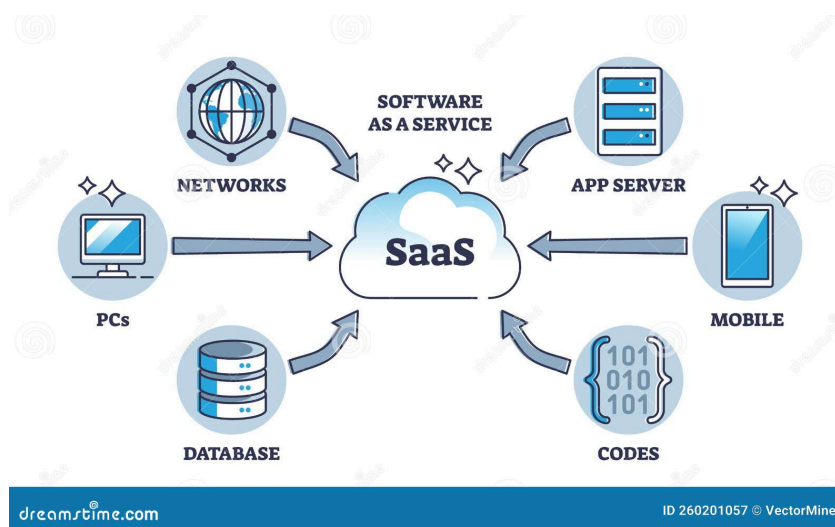 SOFTWARE
AS A SERVICE
NETWORKS
APP SERVER
SaaS
PCs
MOBILE
DATABASE
101
010
101
CODES
dreamstime.com
ID 260201057 © VectorMine